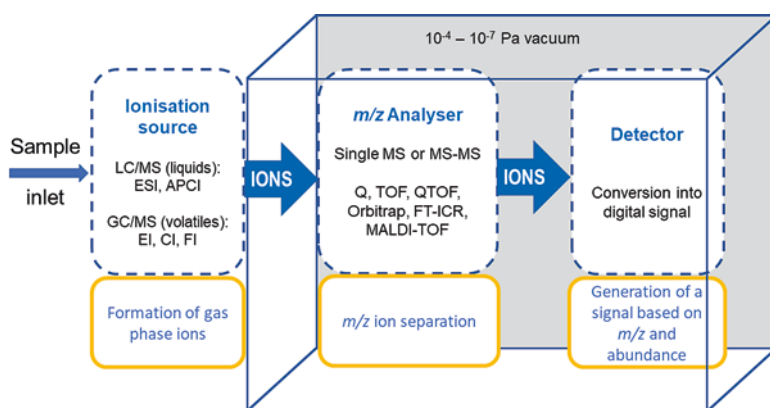 10⁻⁴ – 10⁻⁷ Pa vacuum
Sample
inlet
Ionisation
source
LC/MS (liquids):
ESI, APCI
GC/MS (volatiles):
EI, CI, FI
Formation of gas
phase ions
IONS
m/z Analyser
Single MS or MS-MS
Q, TOF, QTOF,
Orbitrap, FT-ICR,
MALDI-TOF
m/z ion separation
IONS
Detector
Conversion into
digital signal
Generation of a
signal based on
m/z and
abundance